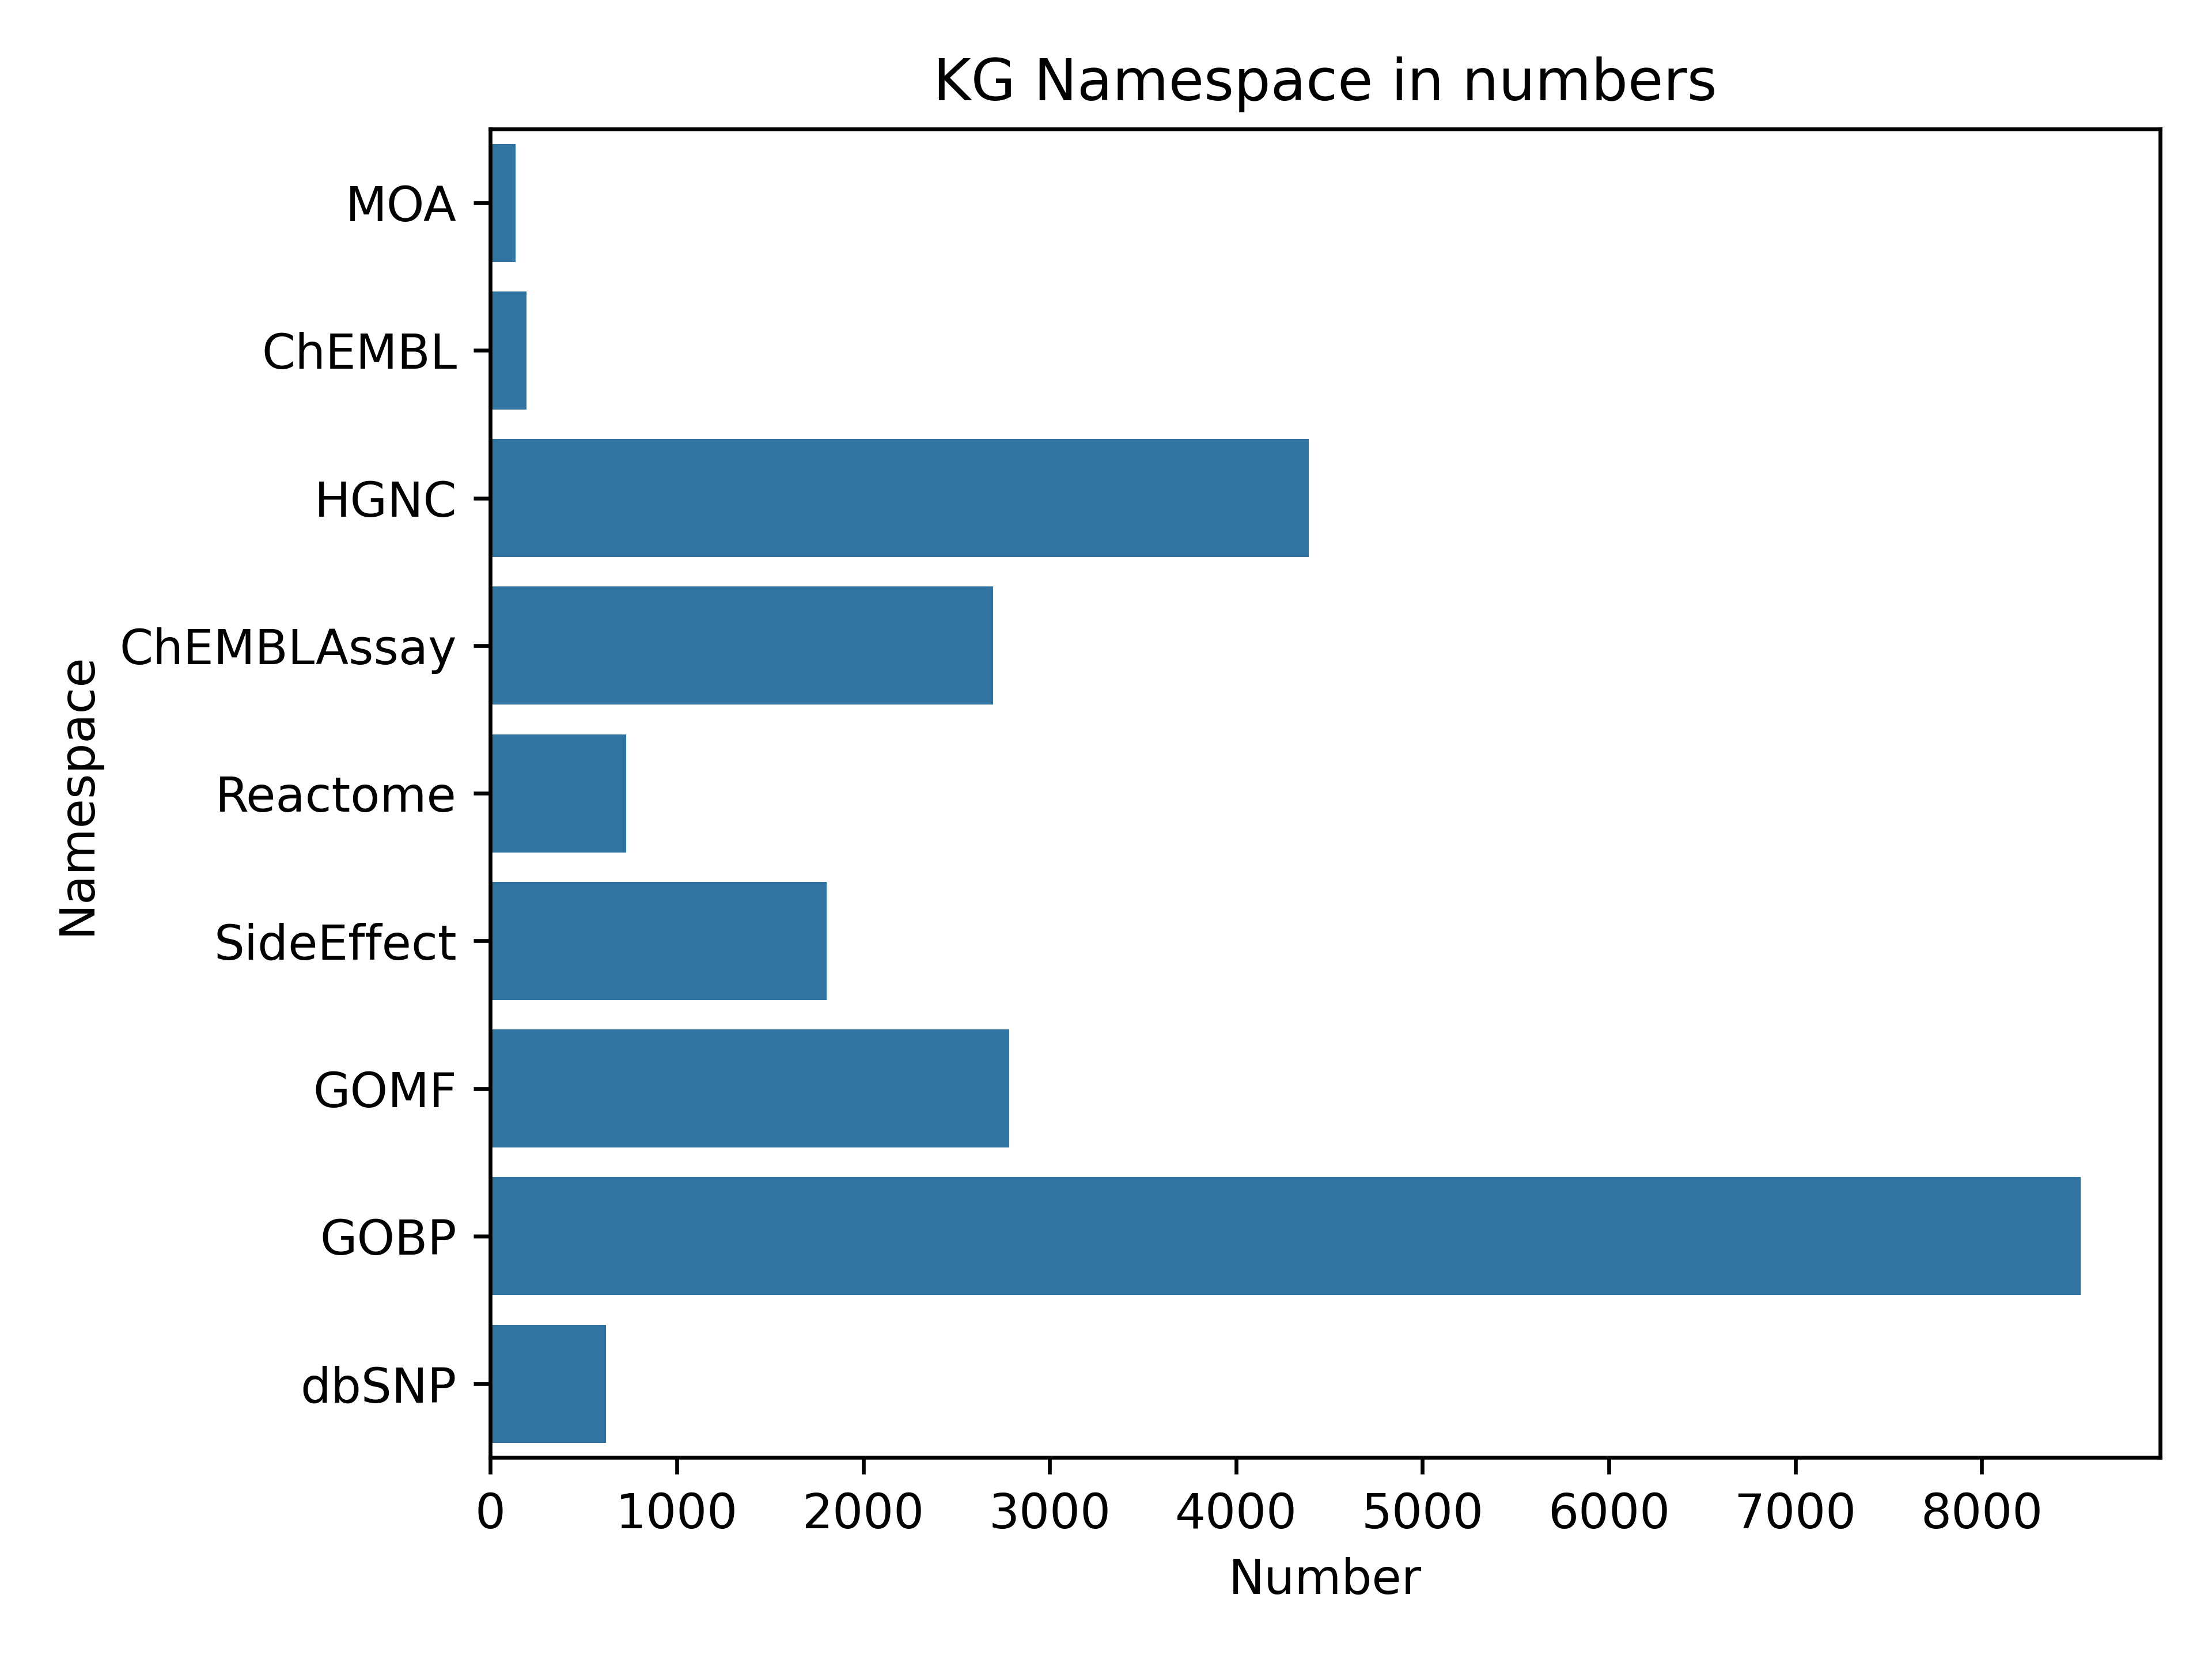 KG Namespace in numbers
MOA
ChEMBL
HGNC
ChEMBLAssay
Reactome
SideEffect
GOMF
GOBP
dbSNP
Namespace
0 1000 2000 3000 4000 5000 6000 7000 8000
Number